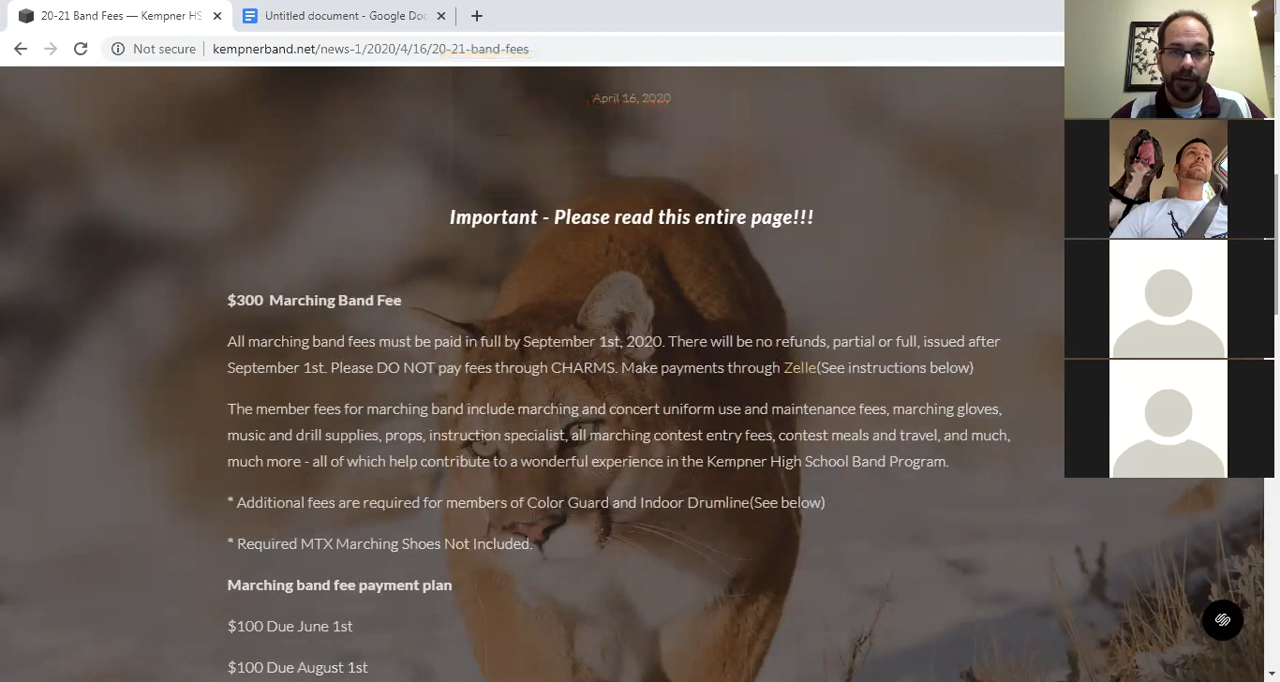 20-21 Band Fees — Kempner HS
Untitled document - Google Doc
Not secure
kempnerband.net/news-1/2020/4/16/20-21-band-fees
April 16, 2020
Important - Please read this entire page!!!
$300  Marching Band Fee
All marching band fees must be paid in full by September 1st, 2020. There will be no refunds, partial or full, issued after
September 1st. Please DO NOT pay fees through CHARMS. Make payments through Zelle(See instructions below)
The member fees for marching band include marching and concert uniform use and maintenance fees, marching gloves,
music and drill supplies, props, instruction specialist, all marching contest entry fees, contest meals and travel, and much,
much more - all of which help contribute to a wonderful experience in the Kempner High School Band Program.
* Additional fees are required for members of Color Guard and Indoor Drumline(See below)
* Required MTX Marching Shoes Not Included.
Marching band fee payment plan
$100 Due June 1st
$100 Due August 1st